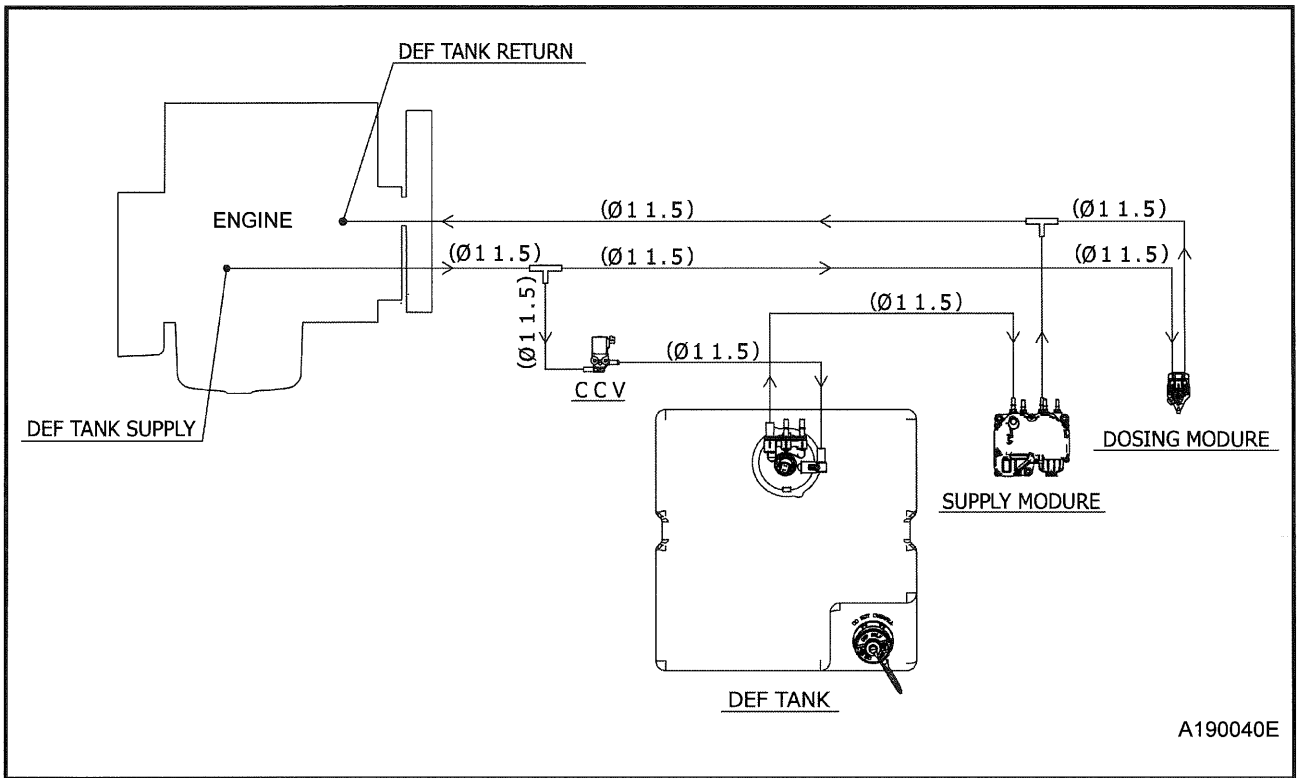 DEF TANK RETURN
ENGINE
(Ø11.5)
(Ø11.5)
(Ø11.5)
(Ø11.5)
(Ø11.5)
(Ø11.5)
(Ø11.5)
(Ø11.5)
CCV
DEF TANK SUPPLY
DOSING MODURE
SUPPLY MODURE
DEF TANK
A190040E